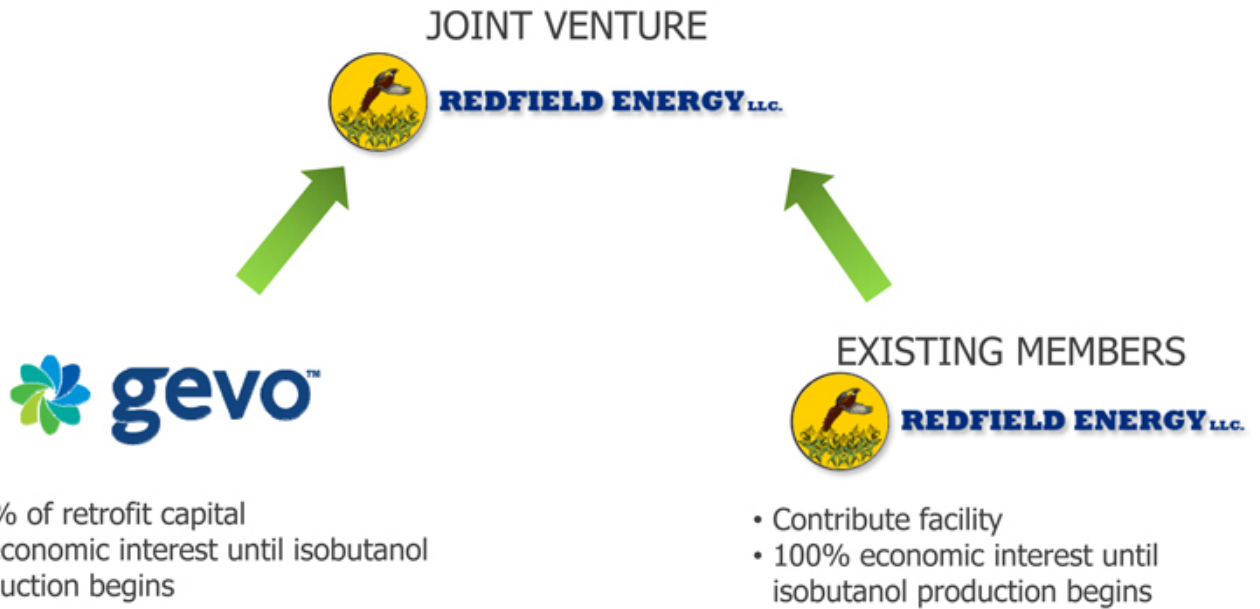 JOINT VENTURE
REDFIELD ENERGY LLC.
gevo™
% of retrofit capital
economic interest until isobutanol
uction begins
EXISTING MEMBERS
REDFIELD ENERGY LLC.
• Contribute facility
• 100% economic interest until
isobutanol production begins